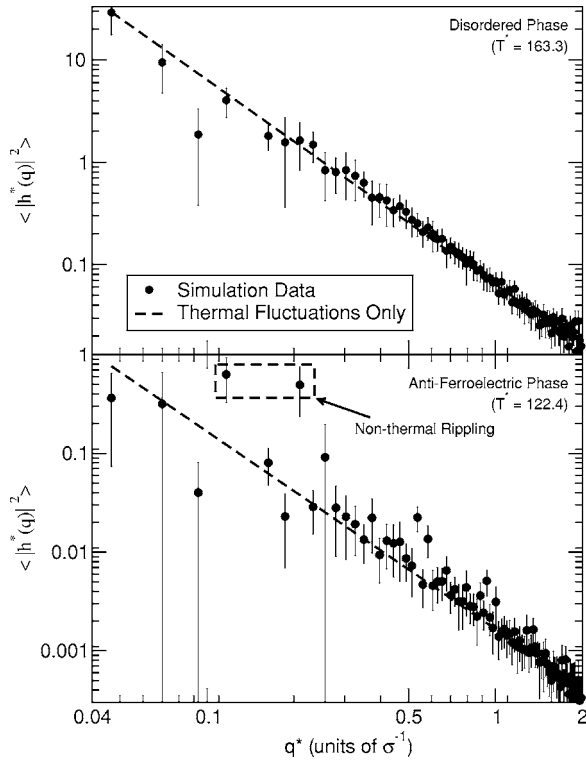 Disordered Phase
(T* = 163.3)
10
1
0.1
< |h*(q)|² >
Simulation Data
Thermal Fluctuations Only
1
0.1
0.01
0.001
< |h*(q)|² >
Anti-Ferroelectric Phase
(T* = 122.4)
Non-thermal Rippling
0.04
0.1
0.5
1
2
q* (units of σ⁻¹)